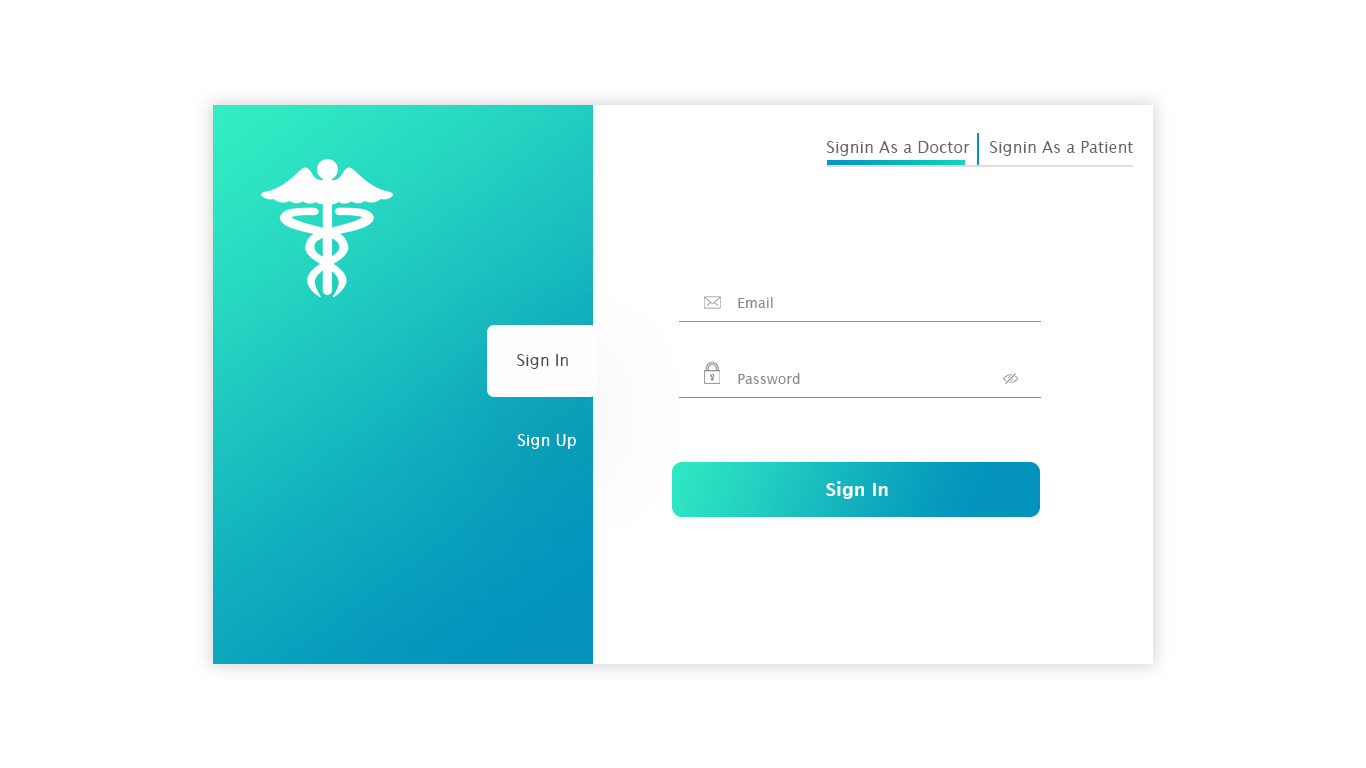 Signin As a Doctor
Signin As a Patient
Email
Sign In
Password
Sign Up
Sign In